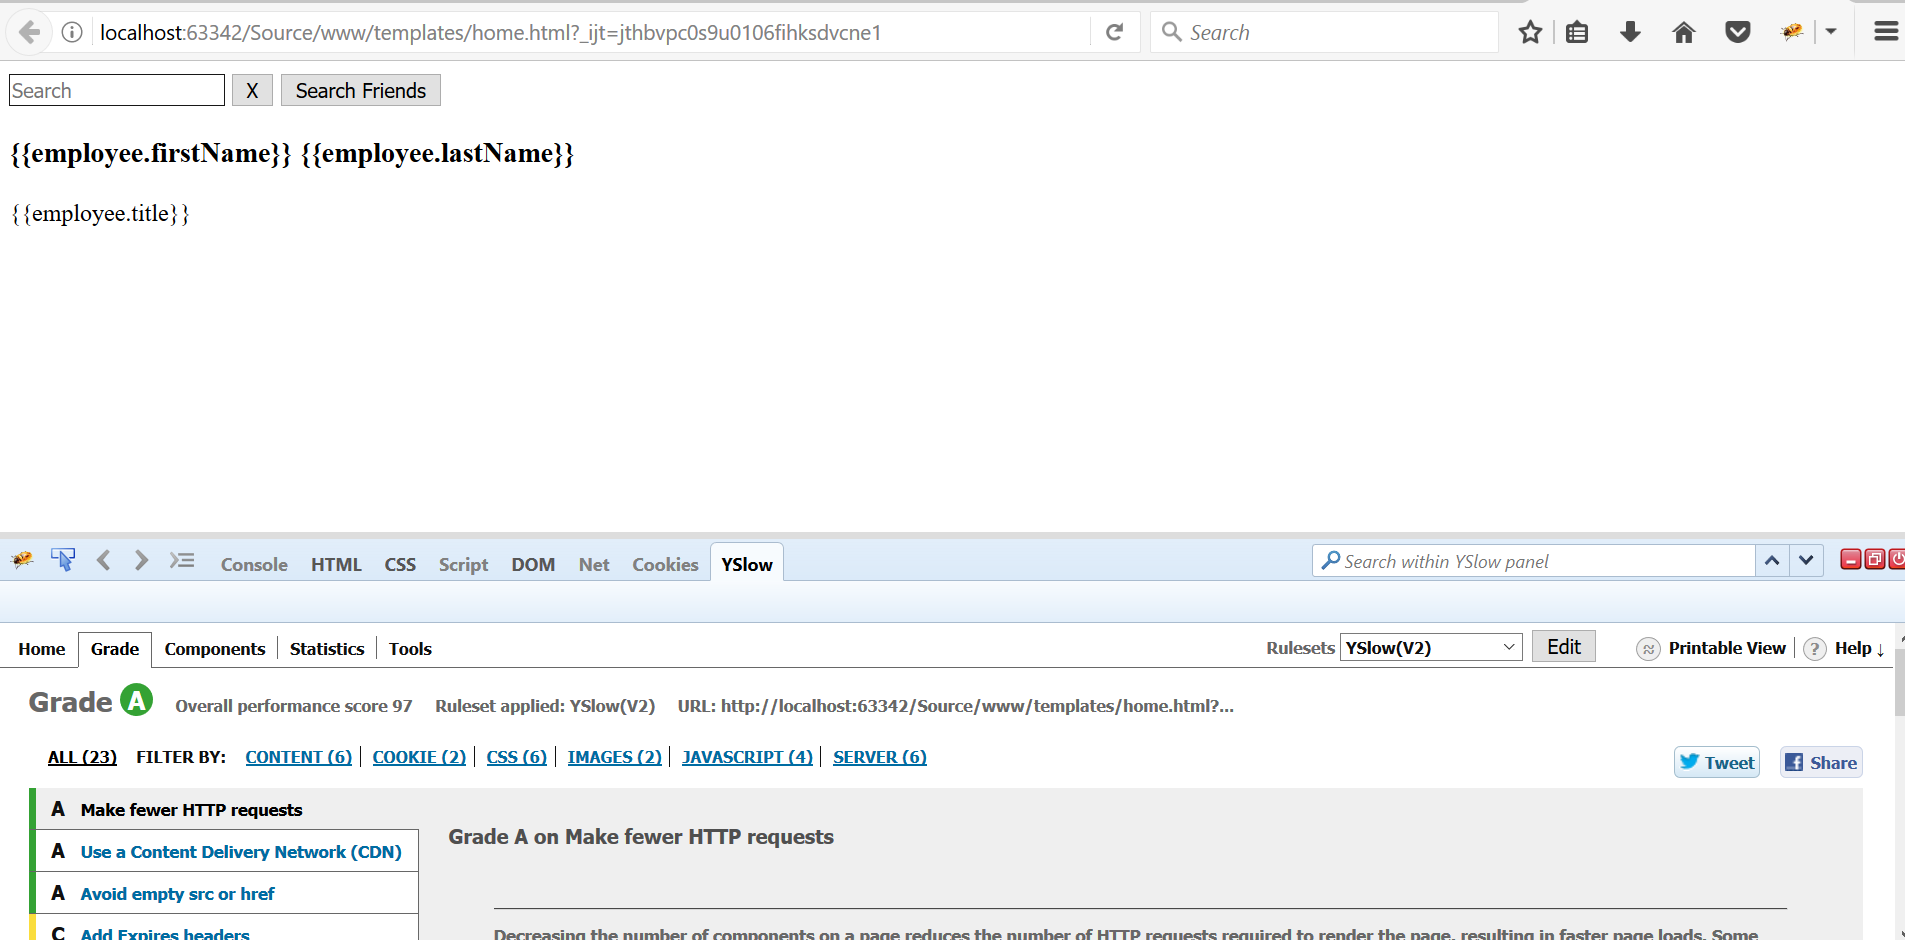 localhost:63342/Source/www/templates/home.html?_ijt=jthbvpc0s9u0106fihksdvcne1 Search
Search X Search Friends
{{employee.firstName}} {{employee.lastName}}
{{employee.title}}
Console HTML CSS Script DOM Net Cookies YSlow Search within YSlow panel
Home Grade Components Statistics Tools Rulesets YSlow(V2) Edit Printable View ? Help ↓
Grade A Overall performance score 97 Ruleset applied: YSlow(V2) URL: http://localhost:63342/Source/www/templates/home.html?...
ALL (23) FILTER BY: CONTENT (6) COOKIE (2) CSS (6) IMAGES (2) JAVASCRIPT (4) SERVER (6)
Tweet Share
A Make fewer HTTP requests
Grade A on Make fewer HTTP requests
A Use a Content Delivery Network (CDN)
A Avoid empty src or href
C Add Expires headers
Decreasing the number of components on a page reduces the number of HTTP requests required to render the page, resulting in faster page loads. Some